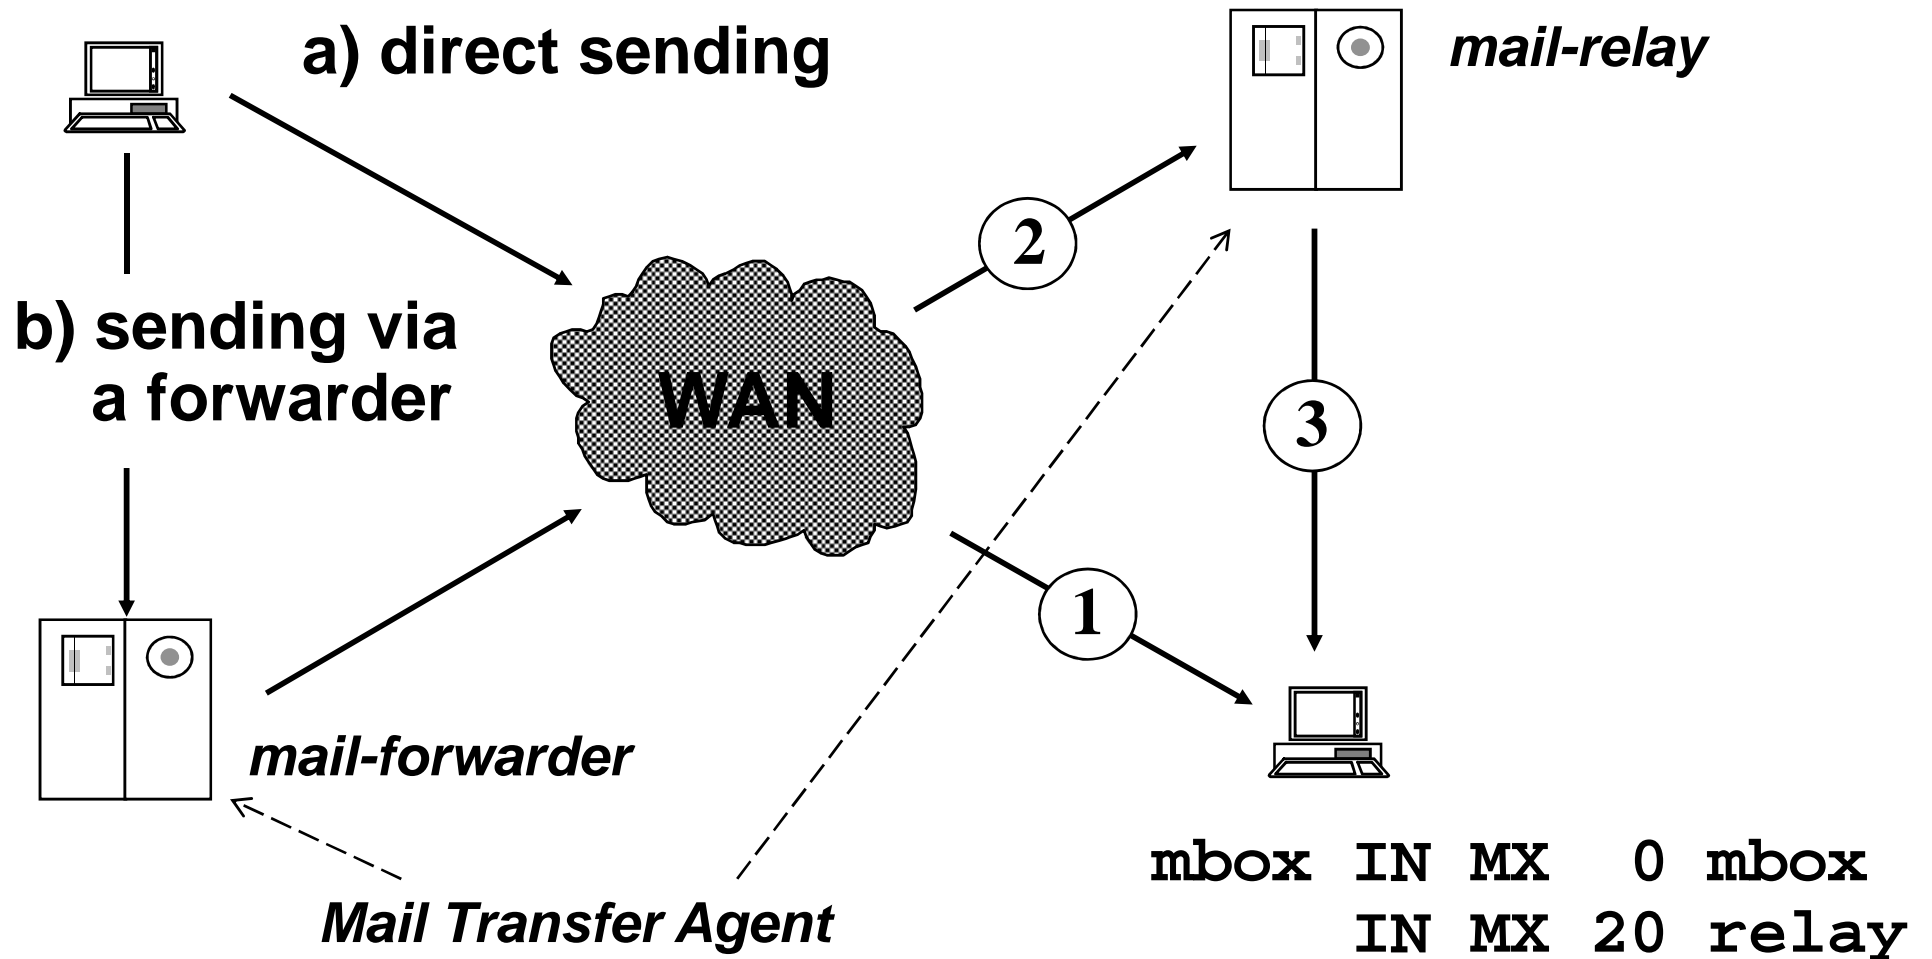 a) direct sending
mail-relay
2
b) sending via
a forwarder
WAN
3
1
mail-forwarder
mbox IN MX 0 mbox
Mail Transfer Agent
IN MX 20 relay